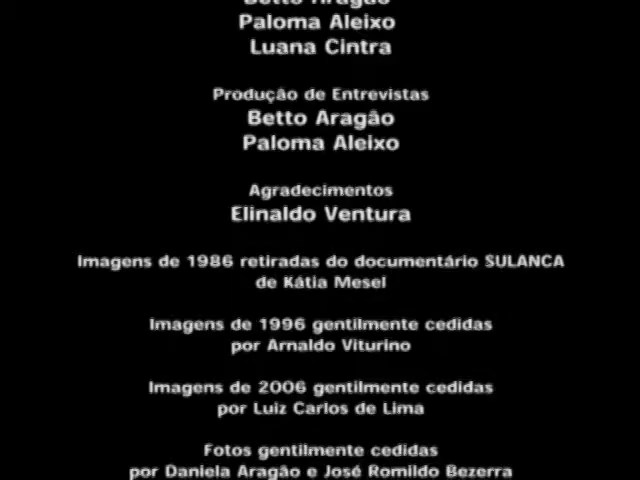 Betto Aragão
Paloma Aleixo
Luana Cintra
Produção de Entrevistas
Betto Aragão
Paloma Aleixo
Agradecimentos
Elinaldo Ventura
Imagens de 1986 retiradas do documentário SULANCA
de Kátia Mesel
Imagens de 1996 gentilmente cedidas
por Arnaldo Viturino
Imagens de 2006 gentilmente cedidas
por Luiz Carlos de Lima
Fotos gentilmente cedidas
por Daniela Aragão e José Romildo Bezerra